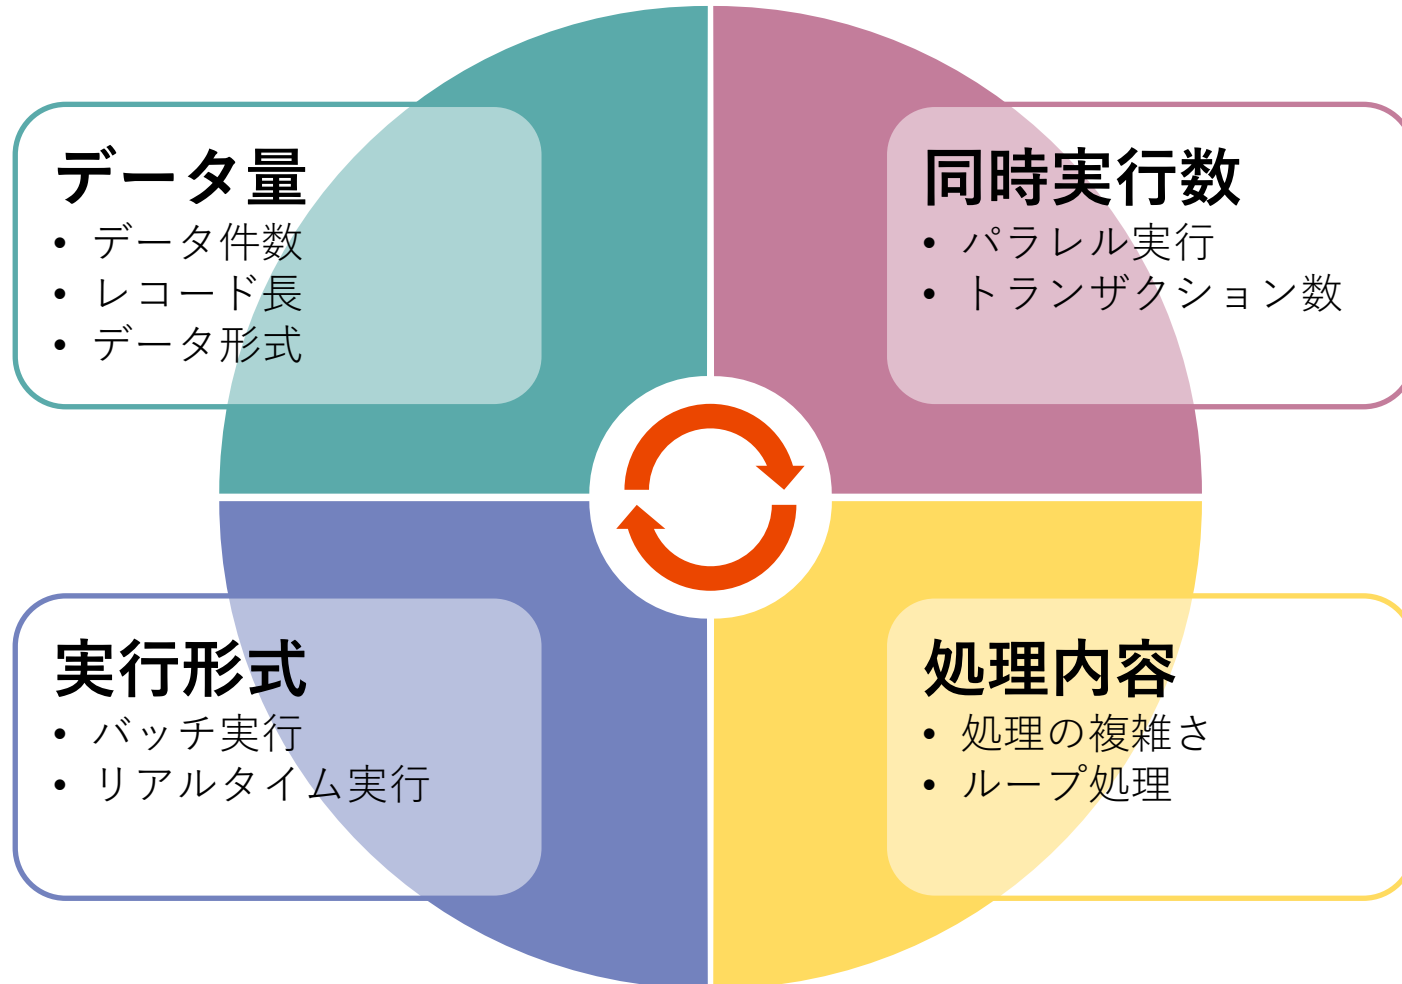 データ量
• データ件数
• レコード長
• データ形式
同時実行数
• パラレル実行
• トランザクション数
実行形式
• バッチ実行
• リアルタイム実行
処理内容
• 処理の複雑さ
• ループ処理